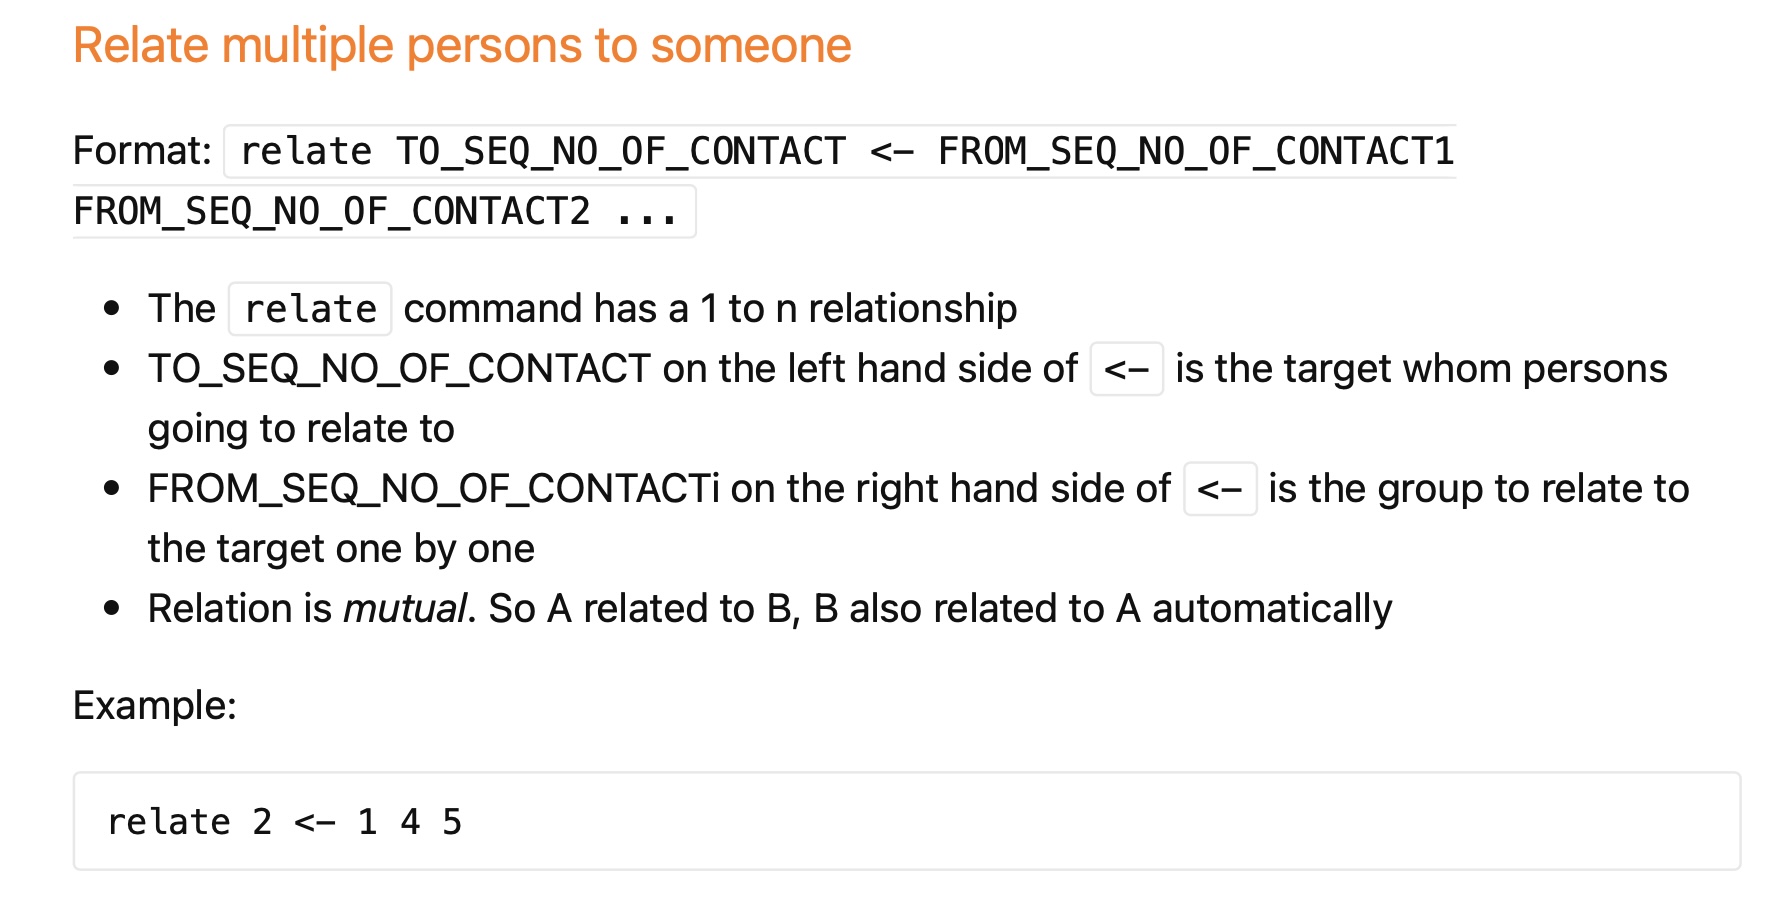 Relate multiple persons to someone
Format: relate TO_SEQ_NO_OF_CONTACT <- FROM_SEQ_NO_OF_CONTACT1
FROM_SEQ_NO_OF_CONTACT2 ...
• The relate command has a 1 to n relationship
• TO_SEQ_NO_OF_CONTACT on the left hand side of <- is the target whom persons
going to relate to
• FROM_SEQ_NO_OF_CONTACTi on the right hand side of <- is the group to relate to
the target one by one
• Relation is mutual. So A related to B, B also related to A automatically
Example:
relate 2 <- 1 4 5